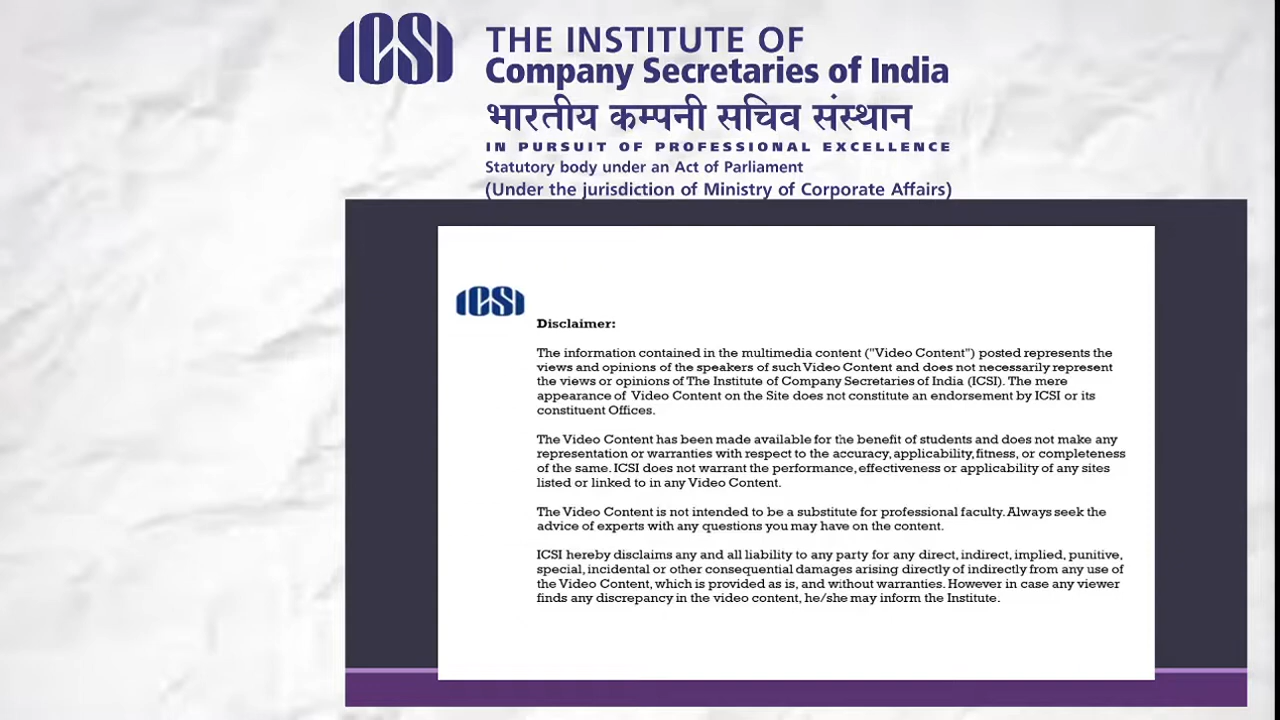 ICSI
THE INSTITUTE OF
Company Secretaries of India
भारतीय कम्पनी सचिव संस्थान
IN PURSUIT OF PROFESSIONAL EXCELLENCE
Statutory body under an Act of Parliament
(Under the jurisdiction of Ministry of Corporate Affairs)
ICSI
Disclaimer:
The information contained in the multimedia content ("Video Content") posted represents the
views and opinions of the speakers of such Video Content and does not necessarily represent
the views or opinions of The Institute of Company Secretaries of India (ICSI). The mere
appearance of Video Content on the Site does not constitute an endorsement by ICSI or its
constituent Offices.
The Video Content has been made available for the benefit of students and does not make any
representation or warranties with respect to the accuracy, applicability, fitness, or completeness
of the same. ICSI does not warrant the performance, effectiveness or applicability of any sites
listed or linked to in any Video Content.
The Video Content is not intended to be a substitute for professional faculty. Always seek the
advice of experts with any questions you may have on the content.
ICSI hereby disclaims any and all liability to any party for any direct, indirect, implied, punitive,
special, incidental or other consequential damages arising directly of indirectly from any use of
the Video Content, which is provided as is, and without warranties. However in case any viewer
finds any discrepancy in the video content, he/she may inform the Institute.